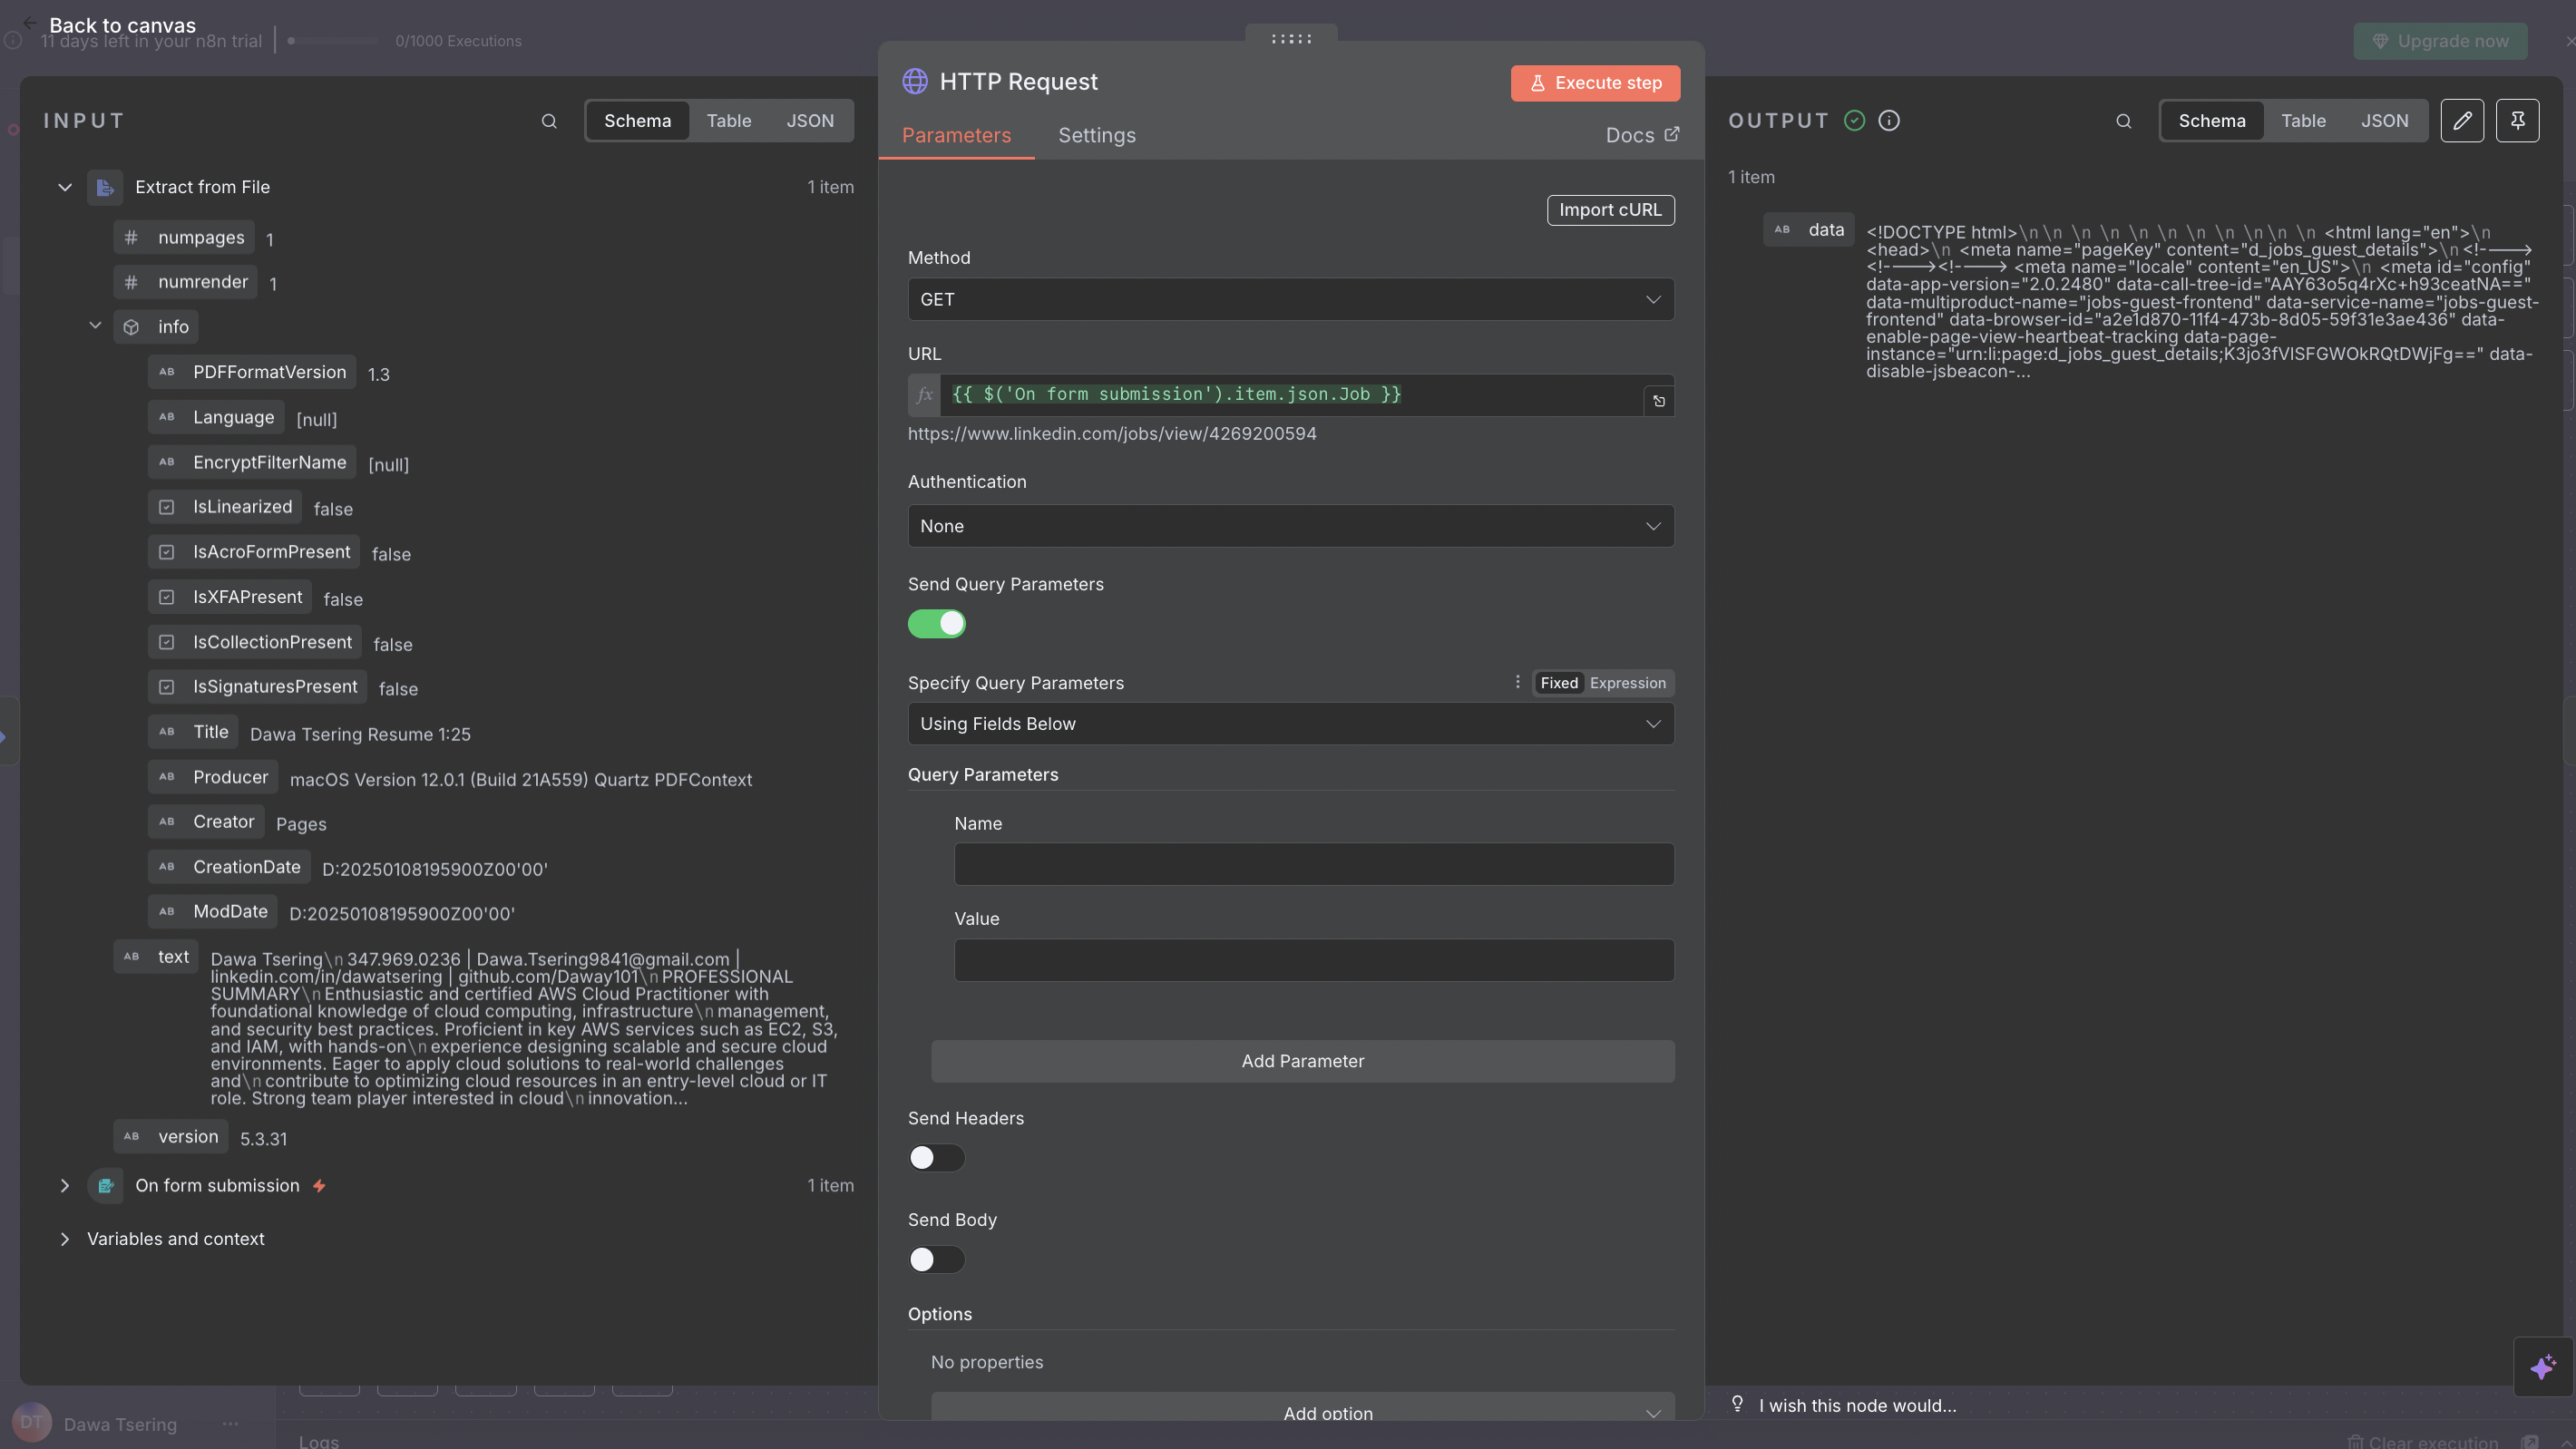 Back to canvas
11 days left in your n8n trial
0/1000 Executions
Upgrade now
INPUT
Schema
Table
JSON
Extract from File
1 item
numpages
1
numrender
1
info
PDFFormatVersion
1.3
Language
[null]
EncryptFilterName
[null]
IsLinearized
false
IsAcroFormPresent
false
IsXFAPresent
false
IsCollectionPresent
false
IsSignaturesPresent
false
Title
Dawa Tsering Resume 1:25
Producer
macOS Version 12.0.1 (Build 21A559) Quartz PDFContext
Creator
Pages
CreationDate
D:20250108195900Z00'00'
ModDate
D:20250108195900Z00'00'
text
Dawa Tsering\n347.969.0236 | Dawa.Tsering9841@gmail.com |
linkedin.com/in/dawatsering | github.com/Daway101\nPROFESSIONAL
SUMMARY\nEnthusiastic and certified AWS Cloud Practitioner with
foundational knowledge of cloud computing, infrastructure\nmanagement,
and security best practices. Proficient in key AWS services such as EC2, S3,
and IAM, with hands-on\nexperience designing scalable and secure cloud
environments. Eager to apply cloud solutions to real-world challenges
and\ncontribute to optimizing cloud resources in an entry-level cloud or IT
role. Strong team player interested in cloud\ninnovation...
version
5.3.31
On form submission
1 item
Variables and context
DT
Dawa Tsering
Logs
HTTP Request
Execute step
Parameters
Settings
Docs
Import cURL
Method
GET
URL
fx
{{ $('On form submission').item.json.Job }}
https://www.linkedin.com/jobs/view/4269200594
Authentication
None
Send Query Parameters
Specify Query Parameters
Fixed
Expression
Using Fields Below
Query Parameters
Name
Value
Add Parameter
Send Headers
Send Body
Options
No properties
Add option
OUTPUT
Schema
Table
JSON
1 item
data
<!DOCTYPE html>\n\n \n \n \n \n \n \n \n\n \n <html lang="en">\n
<head>\n <meta name="pageKey" content="d_jobs_guest_details">\n<!---->
<!----><!----> <meta name="locale" content="en_US">\n <meta id="config"
data-app-version="2.0.2480" data-call-tree-id="AAY63o5q4rXc+h93ceatNA=="
data-multiproduct-name="jobs-guest-frontend" data-service-name="jobs-guest-
frontend" data-browser-id="a2e1d870-11f4-473b-8d05-59f31e3ae436" data-
enable-page-view-heartbeat-tracking data-page-
instance="urn:li:page:d_jobs_guest_details;K3jo3fVISFGWOkRQtDWjFg==" data-
disable-jsbeacon-...
I wish this node would...
Clear execution